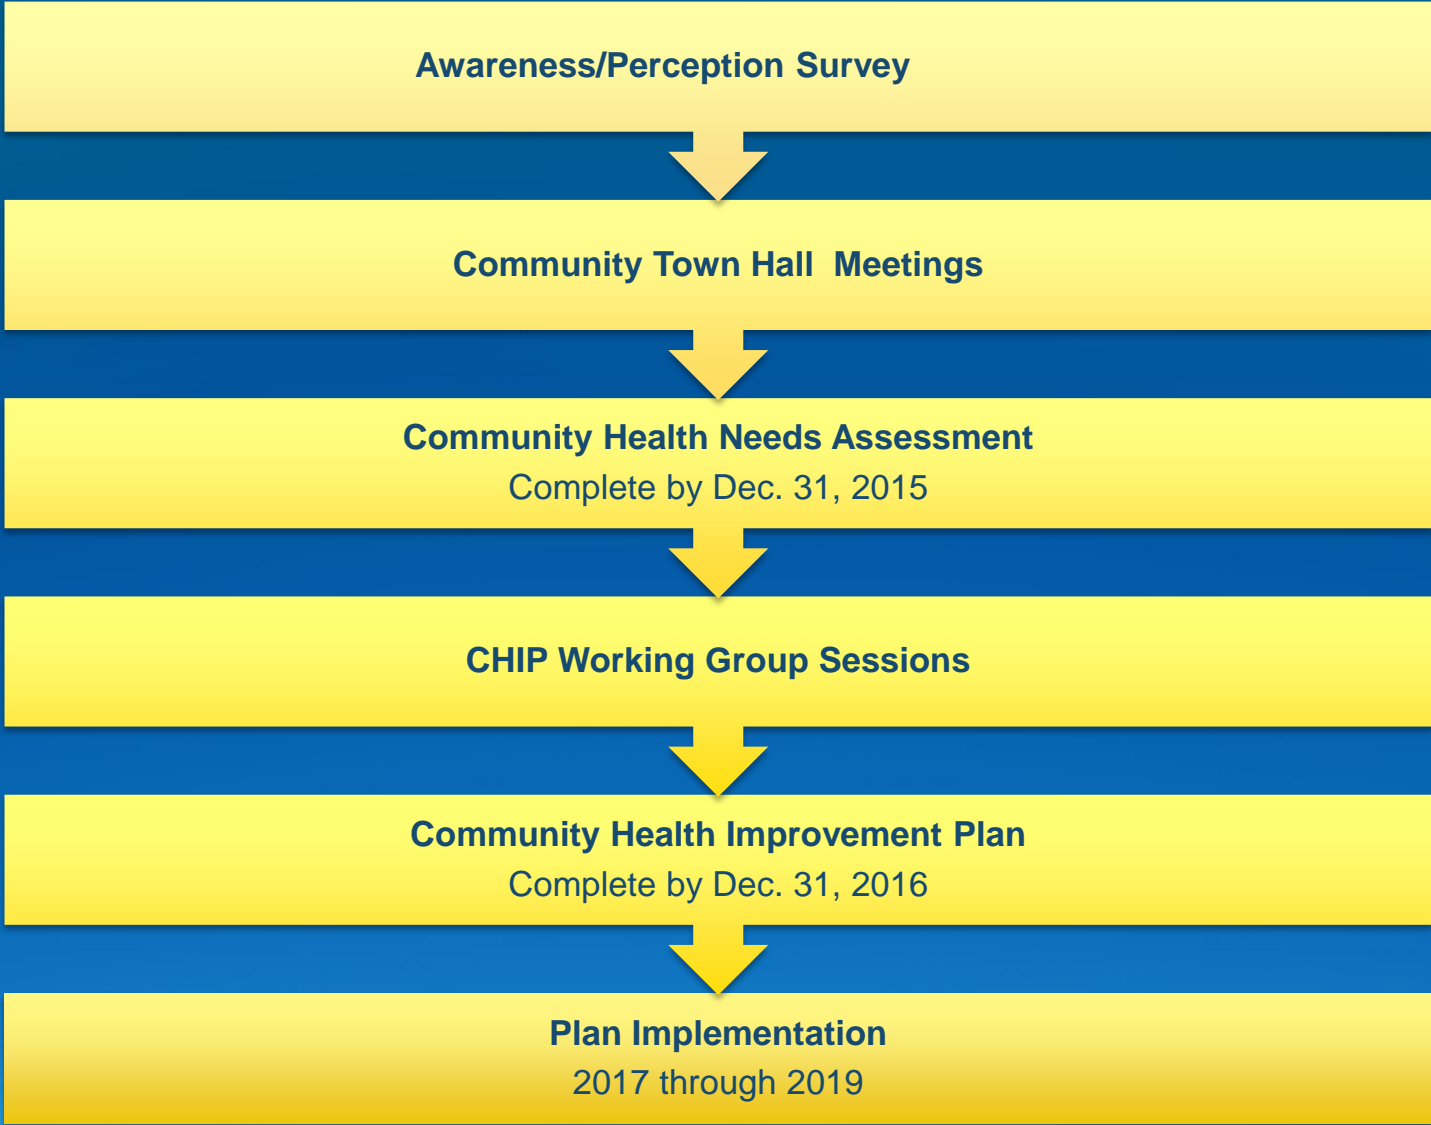 Awareness/Perception Survey
Community Town Hall Meetings
Community Health Needs Assessment
Complete by Dec. 31, 2015
CHIP Working Group Sessions
Community Health Improvement Plan
Complete by Dec. 31, 2016
Plan Implementation
2017 through 2019